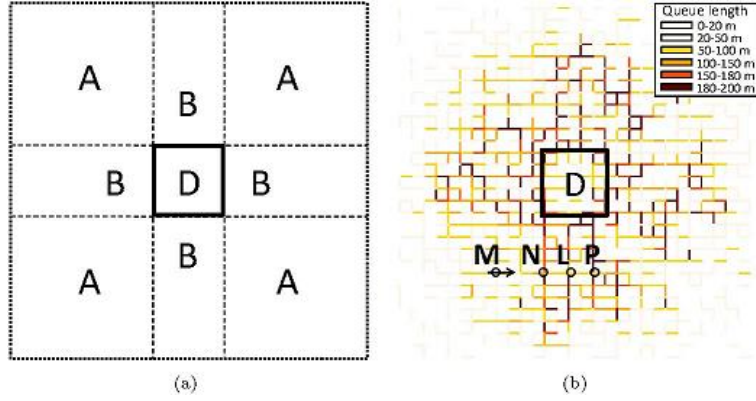 A A
B
B D B
B
A A
(a)
Queue length
0-20 m
20-50 m
50-100 m
100-150 m
150-180 m
180-200 m
D
M N L P
(b)